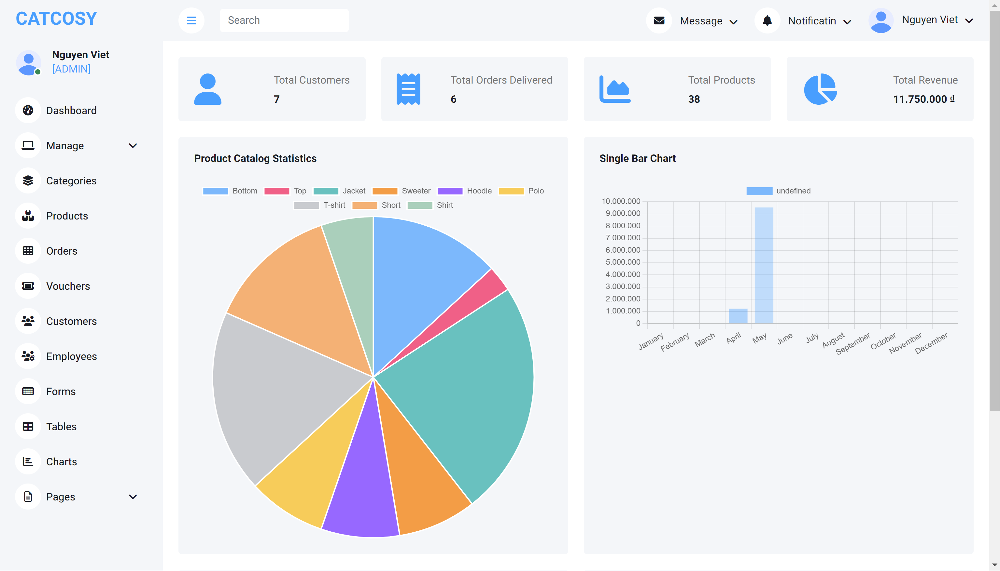 CATCOSY
Search
Message
Notificatin
Nguyen Viet
Nguyen Viet
[ADMIN]
Dashboard
Manage
Categories
Products
Orders
Vouchers
Customers
Employees
Forms
Tables
Charts
Pages
Total Customers
7
Total Orders Delivered
6
Total Products
38
Total Revenue
11.750.000 ₫
Product Catalog Statistics
Bottom Top Jacket Sweeter Hoodie Polo
T-shirt Short Shirt
Single Bar Chart
undefined
10.000.000
9.000.000
8.000.000
7.000.000
6.000.000
5.000.000
4.000.000
3.000.000
2.000.000
1.000.000
0
January February March April May June July August September October November December